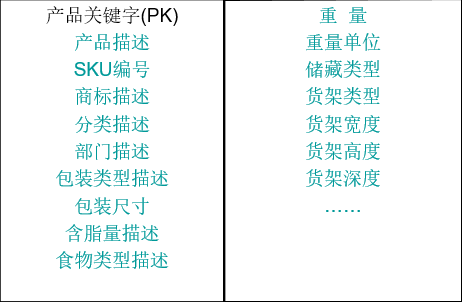 产品关键字(PK)
产品描述
SKU编号
商标描述
分类描述
部门描述
包装类型描述
包装尺寸
含脂量描述
食物类型描述
重 量
重量单位
储藏类型
货架类型
货架宽度
货架高度
货架深度
……